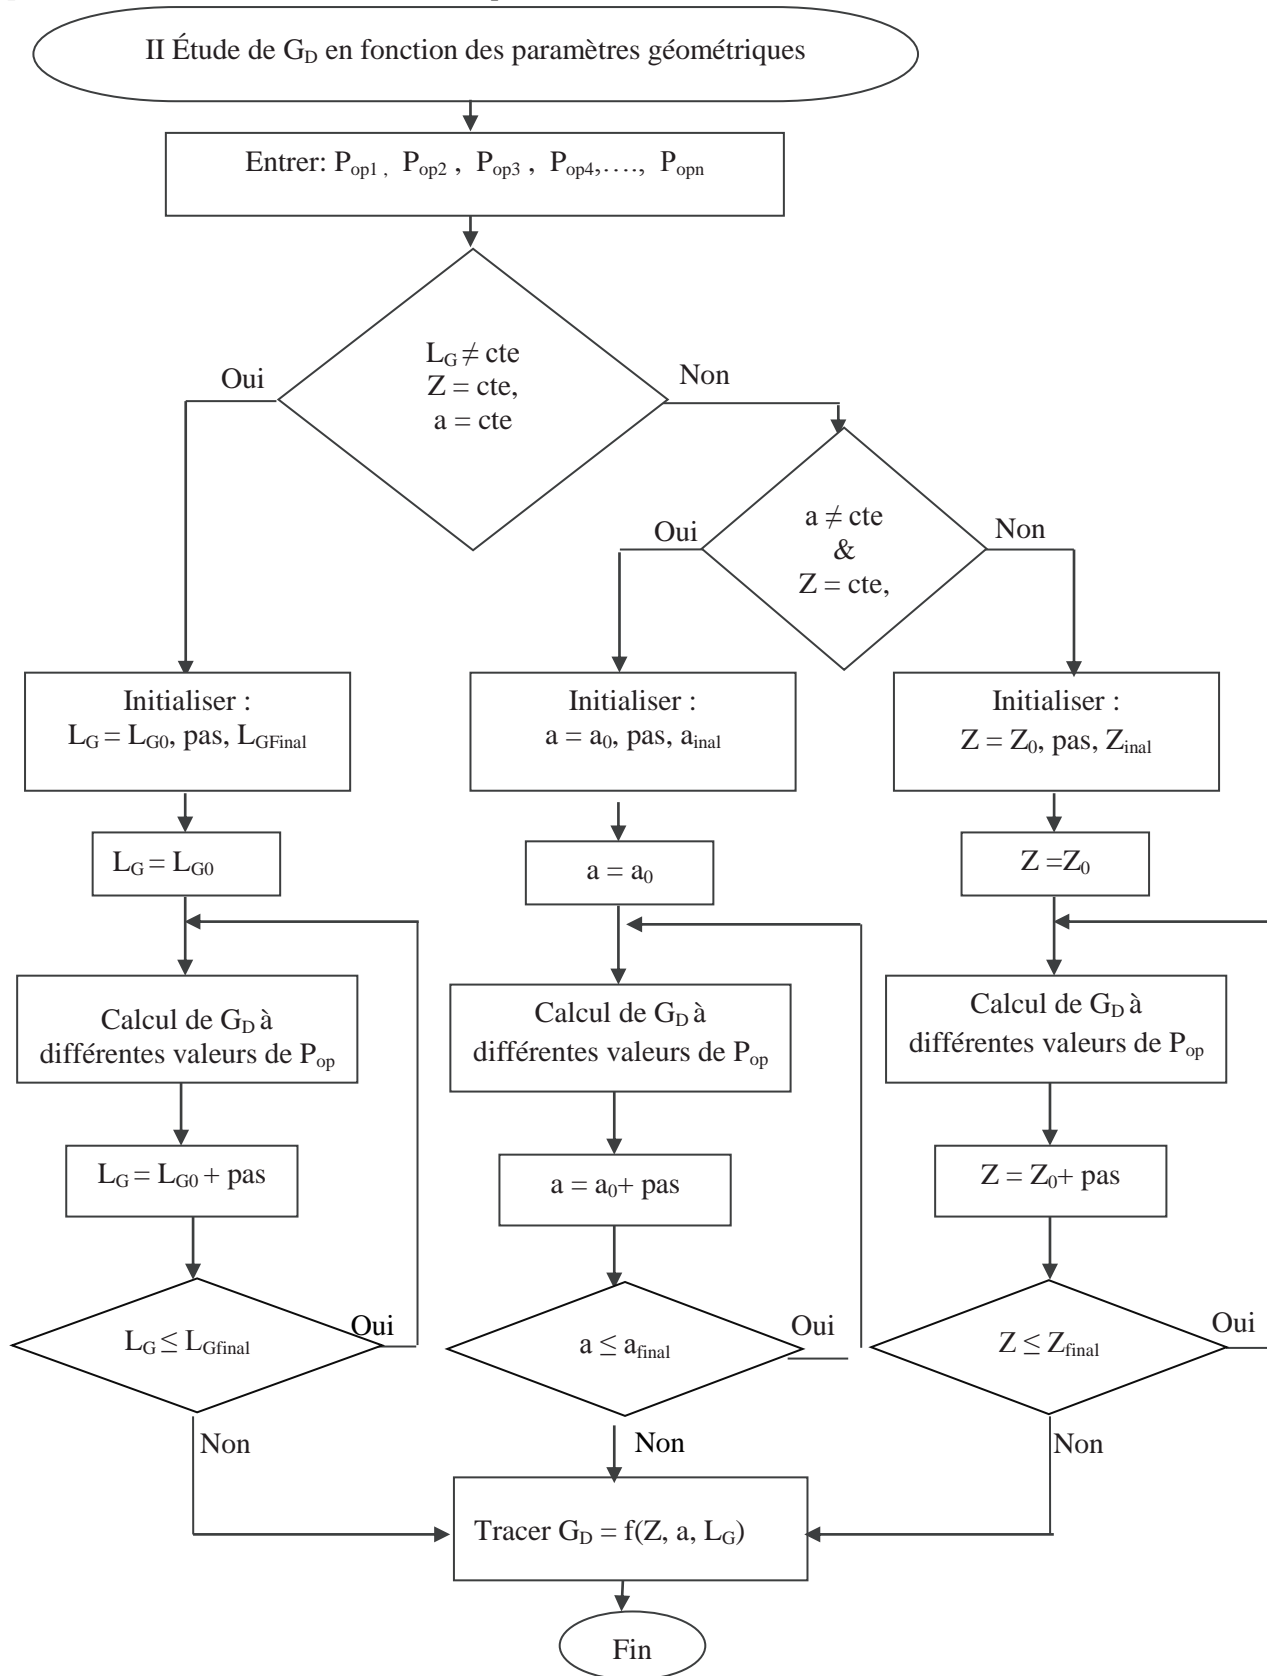 II Étude de G_D en fonction des paramètres géométriques
Entrer: P_op1 , P_op2 , P_op3 , P_op4,…., P_opn
L_G ≠ cte
Z = cte,
a = cte
Oui
Non
a ≠ cte
&
Z = cte,
Oui
Non
Initialiser :
L_G = L_G0, pas, L_GFinal
Initialiser :
a = a_0, pas, a_inal
Initialiser :
Z = Z_0, pas, Z_inal
L_G = L_G0
a = a_0
Z =Z_0
Calcul de G_D à
différentes valeurs de P_op
Calcul de G_D à
différentes valeurs de P_op
Calcul de G_D à
différentes valeurs de P_op
L_G = L_G0 + pas
a = a_0+ pas
Z = Z_0+ pas
L_G ≤ L_Gfinal
Oui
a ≤ a_final
Oui
Z ≤ Z_final
Oui
Non
Non
Non
Tracer G_D = f(Z, a, L_G)
Fin